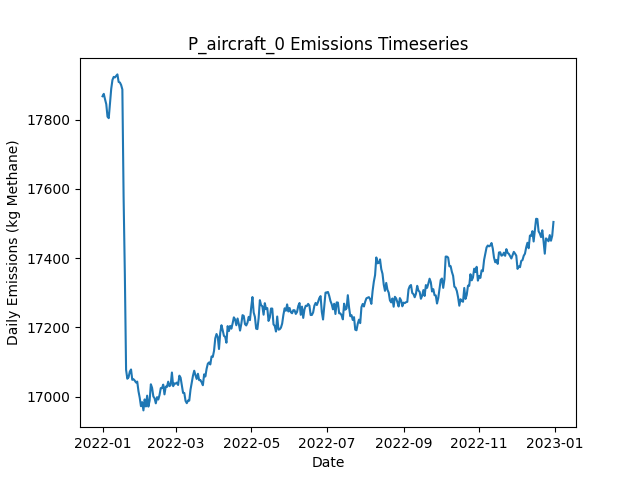 P_aircraft_0 Emissions Timeseries
Daily Emissions (kg Methane)
17800
17600
17400
17200
17000
2022-01 2022-03 2022-05 2022-07 2022-09 2022-11 2023-01
Date